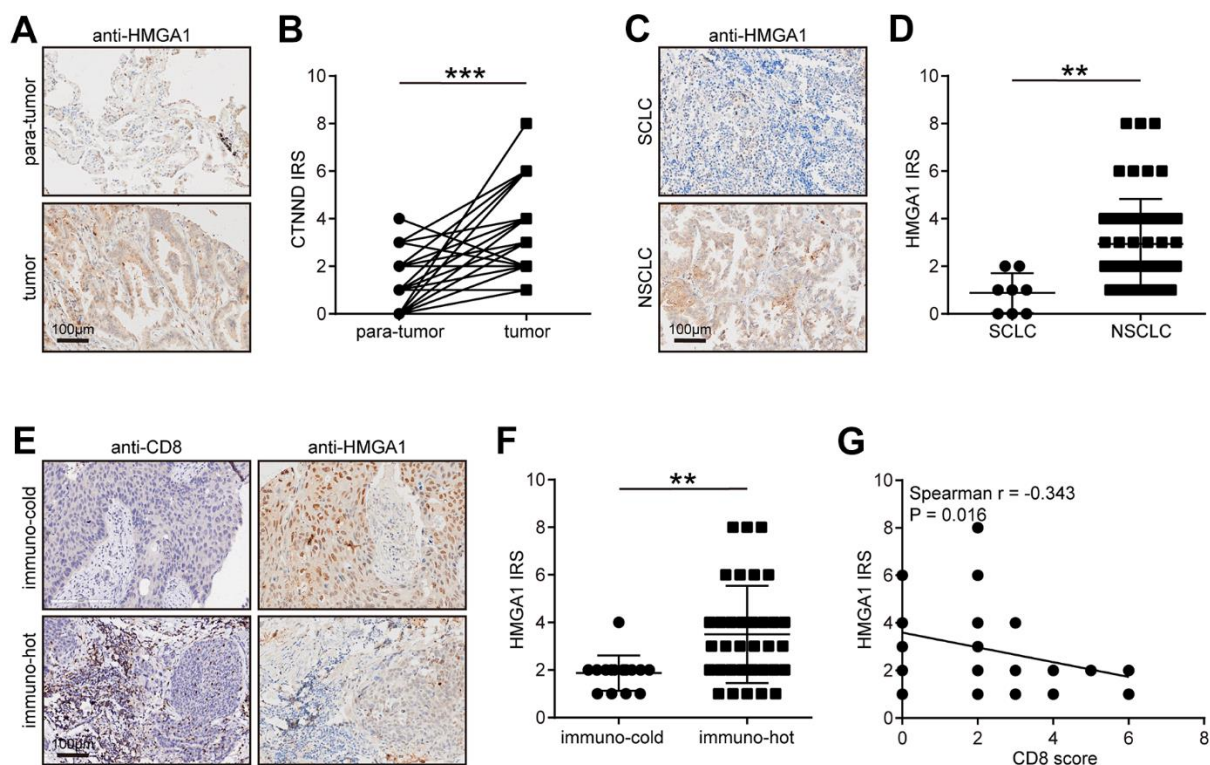 A
anti-HMGA1
para-tumor
tumor
100μm
B
***
CTNND IRS
10
8
6
4
2
0
para-tumor
tumor
C
anti-HMGA1
SCLC
NSCLC
100μm
D
**
HMGA1 IRS
10
8
6
4
2
0
SCLC
NSCLC
E
anti-CD8
anti-HMGA1
immuno-cold
immuno-hot
100μm
F
**
HMGA1 IRS
10
8
6
4
2
0
immuno-cold
immuno-hot
G
Spearman r = -0.343
P = 0.016
HMGA1 IRS
10
8
6
4
2
0
0
2
4
6
8
CD8 score